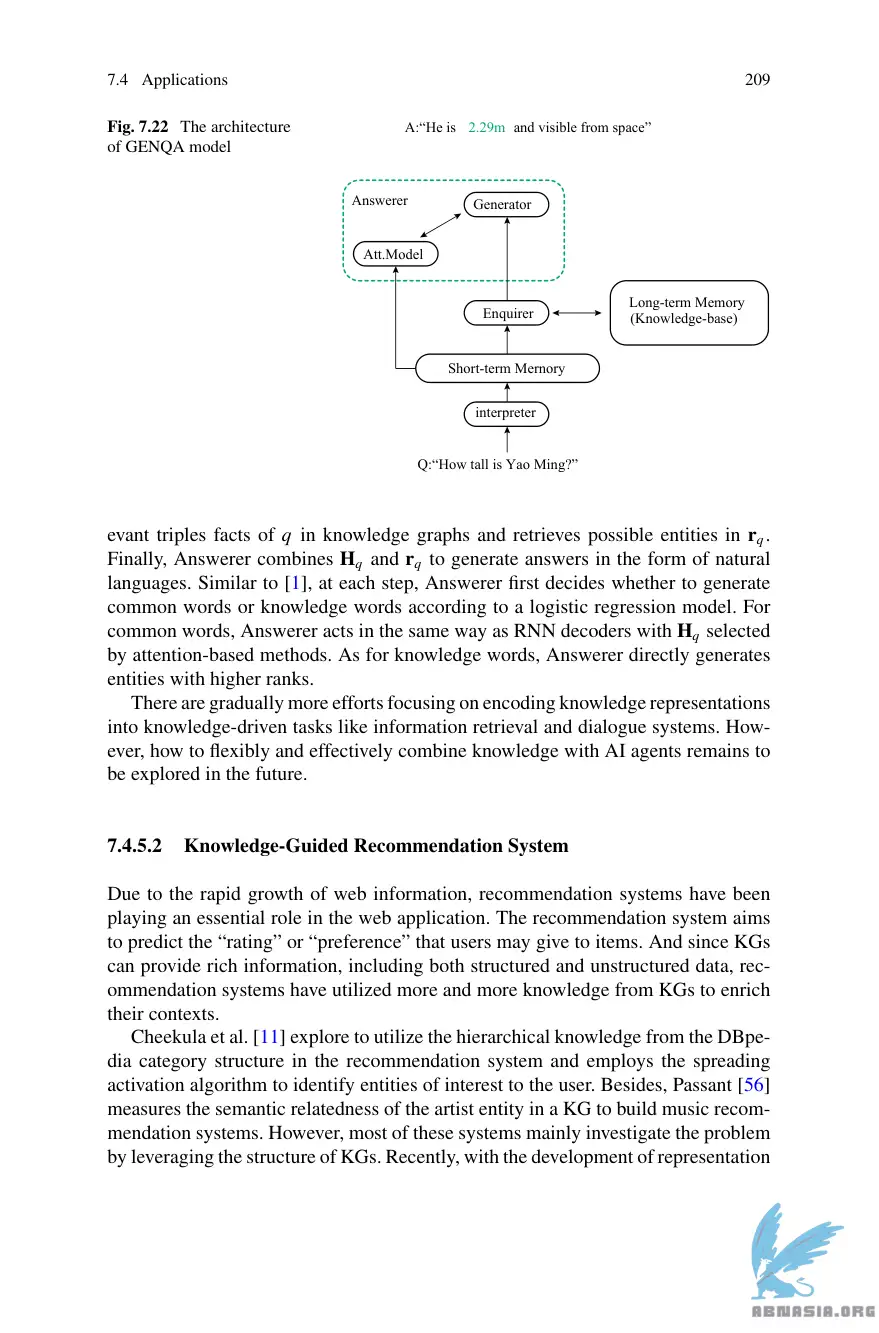 7.4 Applications 209
Fig. 7.22 The architecture
of GENQA model
A:“He is 2.29m and visible from space”
Answerer
Generator
Att.Model
Enquirer
Long-term Memory
(Knowledge-base)
Short-term Mernory
interpreter
Q:“How tall is Yao Ming?”
evant triples facts of q in knowledge graphs and retrieves possible entities in rq.
Finally, Answerer combines Hq and rq to generate answers in the form of natural
languages. Similar to [1], at each step, Answerer first decides whether to generate
common words or knowledge words according to a logistic regression model. For
common words, Answerer acts in the same way as RNN decoders with Hq selected
by attention-based methods. As for knowledge words, Answerer directly generates
entities with higher ranks.
There are gradually more efforts focusing on encoding knowledge representations
into knowledge-driven tasks like information retrieval and dialogue systems. How-
ever, how to flexibly and effectively combine knowledge with AI agents remains to
be explored in the future.
7.4.5.2 Knowledge-Guided Recommendation System
Due to the rapid growth of web information, recommendation systems have been
playing an essential role in the web application. The recommendation system aims
to predict the “rating” or “preference” that users may give to items. And since KGs
can provide rich information, including both structured and unstructured data, rec-
ommendation systems have utilized more and more knowledge from KGs to enrich
their contexts.
Cheekula et al. [11] explore to utilize the hierarchical knowledge from the DBpe-
dia category structure in the recommendation system and employs the spreading
activation algorithm to identify entities of interest to the user. Besides, Passant [56]
measures the semantic relatedness of the artist entity in a KG to build music recom-
mendation systems. However, most of these systems mainly investigate the problem
by leveraging the structure of KGs. Recently, with the development of representation
ABNASIA.ORG